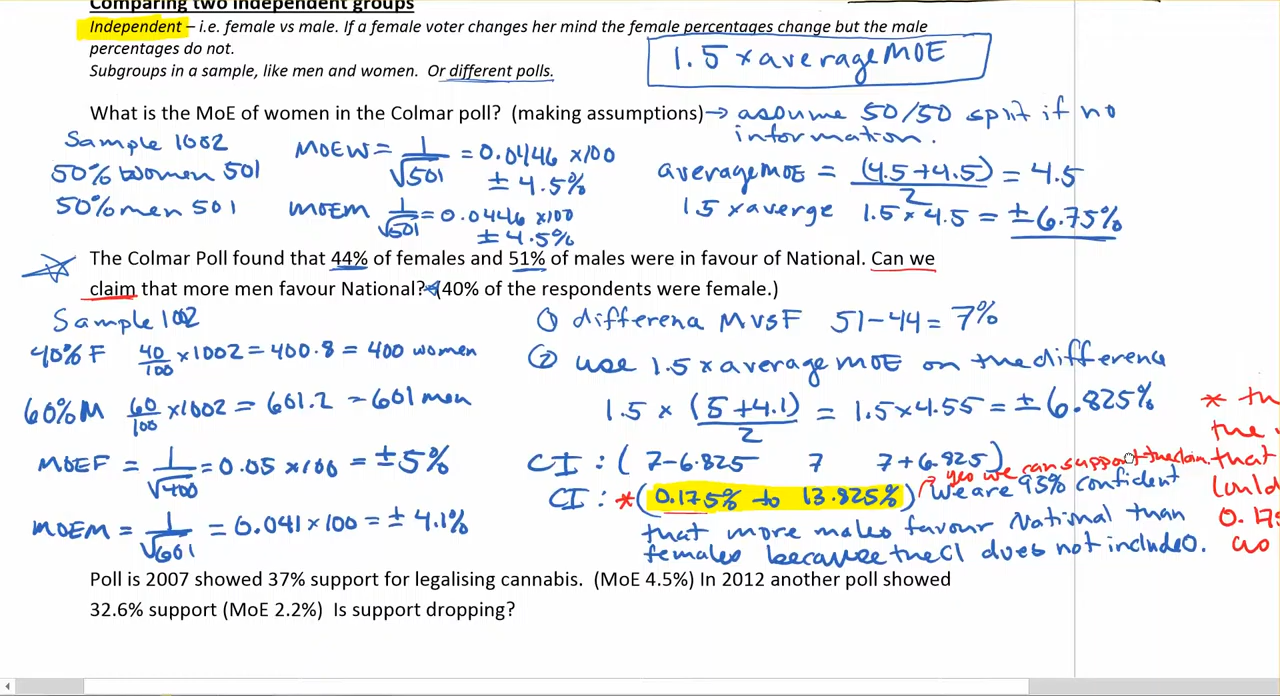 Comparing two independent groups
Independent – i.e. female vs male. If a female voter changes her mind the female percentages change but the male
percentages do not.
Subgroups in a sample, like men and women. Or different polls.
1.5 x average MOE
What is the MoE of women in the Colmar poll? (making assumptions) → assume 50/50 split if no
information.
Sample 1002
50% women 501
50% men 501
MOEW = 1/√501 = 0.0446 x100
± 4.5%
MOEM 1/√501 = 0.0446 x100
± 4.5%
average MOE = (4.5+4.5)/2 = 4.5
1.5 x averge 1.5 x 4.5 = ±6.75%
The Colmar Poll found that 44% of females and 51% of males were in favour of National. Can we
claim that more men favour National? (40% of the respondents were female.)
Sample 1002
40% F 40/100 x 1002 = 400.8 = 400 women
60% M 60/100 x 1002 = 601.2 = 601 men
MOEF = 1/√400 = 0.05 x100 = ±5%
MOEM = 1/√601 = 0.041 x 100 = ± 4.1%
① differena M vs F 51-44 = 7%
② use 1.5 x average MOE on the difference
1.5 x (5+4.1)/2 = 1.5 x 4.55 = ± 6.825%
CI : ( 7-6.825 7 7+6.825 )
yes we can support the claim.
CI : * ( 0.175% to 13.825% ) We are 95% confident
that more males favour National than
females because the CI does not include 0.
* th
the
that
could
0.175
as
Poll is 2007 showed 37% support for legalising cannabis. (MoE 4.5%) In 2012 another poll showed
32.6% support (MoE 2.2%) Is support dropping?